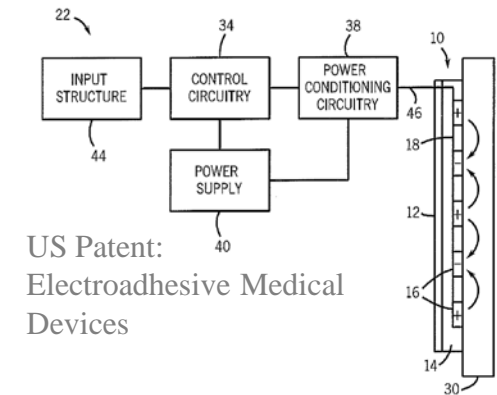 22
34
38
10
INPUT
STRUCTURE
CONTROL
CIRCUITRY
POWER
CONDITIONING
CIRCUITRY
46
44
18
+
−
12
+
POWER
SUPPLY
40
−
16
+
14
30
US Patent:
Electroadhesive Medical
Devices